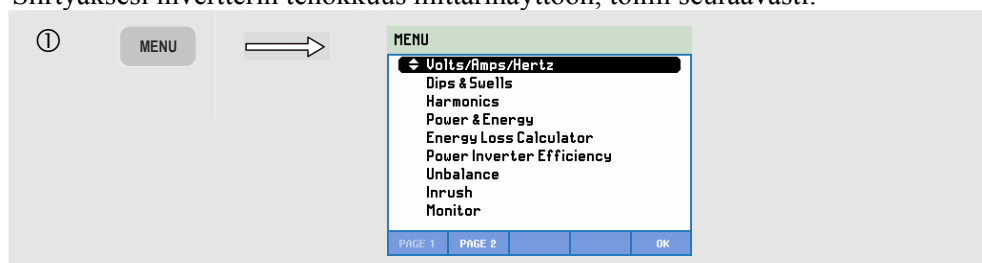 Siirtyäksesi invertterin tehokkuus mittarinäyttöön, toimi seuraavasti:
①
MENU
MENU
Volts/Amps/Hertz
Dips & Swells
Harmonics
Power & Energy
Energy Loss Calculator
Power Inverter Efficiency
Unbalance
Inrush
Monitor
PAGE 1 PAGE 2 OK